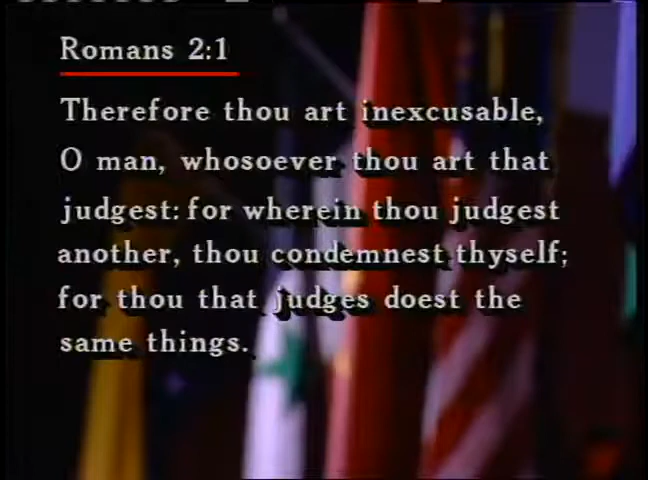 Romans 2:1
Therefore thou art inexcusable,
O man, whosoever thou art that
judgest: for wherein thou judgest
another, thou condemnest thyself;
for thou that judges doest the
same things.